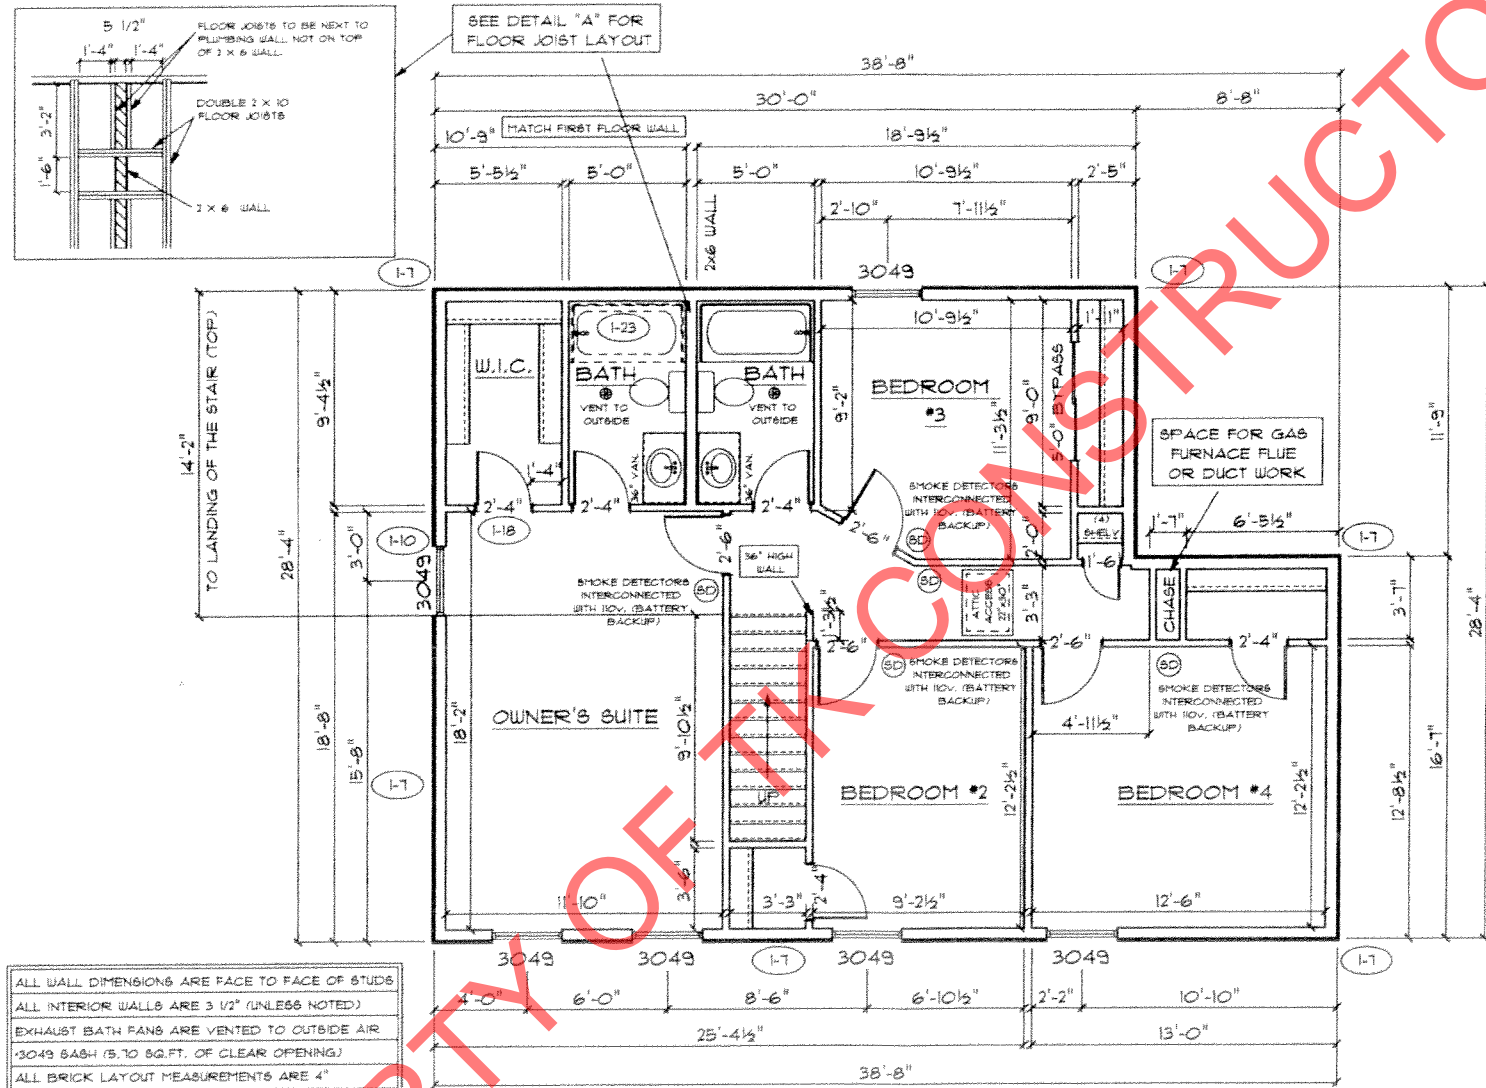 5 1/2"
1'-4" 1'-4"
FLOOR JOISTS TO BE NEXT TO
PLUMBING WALL NOT ON TOP
OF 2 X 6 WALL
DOUBLE 2 X 10
FLOOR JOISTS
3'-2"
1'-6"
2 X 6 WALL
SEE DETAIL "A" FOR
FLOOR JOIST LAYOUT
38'-8"
30'-0" 8'-8"
10'-9" MATCH FIRST FLOOR WALL 18'-9½"
5'-5½" 5'-0" 5'-0" 10'-9½" 2'-5"
2'-10" 7'-11½"
2x6 WALL
1-7 3049 1-7
TO LANDING OF THE STAIR (TOP)
14'-2"
28'-4"
9'-4½"
18'-8"
3'-0"
15'-8"
1-10
3049
1-7
W.I.C.
1'-4"
2'-4"
1-18
1-23
BATH
VENT TO
OUTSIDE
36" VAN.
2'-4"
BATH
VENT TO
OUTSIDE
36" VAN.
2'-4"
10'-9½" 1'-11"
BEDROOM
#3
9'-2"
11'-3½"
9'-0"
5'-0" BYPASS
SMOKE DETECTORS
INTERCONNECTED
WITH 110V. (BATTERY
BACKUP)
SD
2'-6"
2'-0"
(4)
SHELV
1'-6"
SPACE FOR GAS
FURNACE FLUE
OR DUCT WORK
1'-7" 6'-5½"
1-7
11'-9"
28'-4"
3'-7"
16'-7"
12'-8½"
2'-6"
36" HIGH
WALL
SMOKE DETECTORS
INTERCONNECTED
WITH 110V. (BATTERY
BACKUP)
SD
SD
ATTIC
ACCESS
22"x30"
3'-3"
CHASE
1'-3½"
2'-6"
2'-6"
2'-4"
SD
SMOKE DETECTORS
INTERCONNECTED
WITH 110V. (BATTERY
BACKUP)
SD
SMOKE DETECTORS
INTERCONNECTED
WITH 110V. (BATTERY
BACKUP)
4'-11½"
OWNER'S SUITE
18'-2"
9'-10½"
UP
BEDROOM #2
12'-2½"
BEDROOM #4
12'-2½"
3'-6"
2'-4"
11'-10" 3'-3" 9'-2½" 12'-6"
3049 3049 1-7 3049 3049 1-7
4'-0" 6'-0" 8'-6" 6'-10½" 2'-2" 10'-10"
25'-4½" 13'-0"
38'-8"
ALL WALL DIMENSIONS ARE FACE TO FACE OF STUDS
ALL INTERIOR WALLS ARE 3 1/2" (UNLESS NOTED)
EXHAUST BATH FANS ARE VENTED TO OUTSIDE AIR
*3049 SASH (5.70 SQ.FT. OF CLEAR OPENING)
ALL BRICK LAYOUT MEASUREMENTS ARE 4"
RTY OF TK CONSTRUCTO